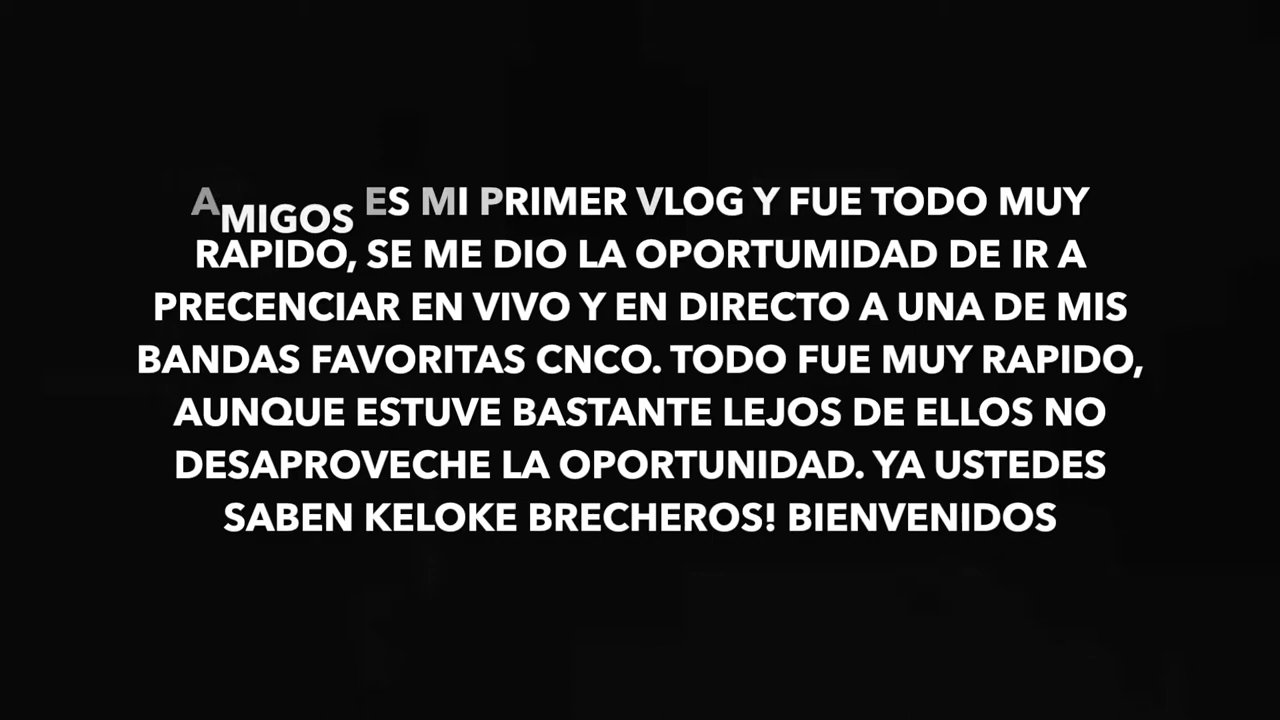 AMIGOS ES MI PRIMER VLOG Y FUE TODO MUY
RAPIDO, SE ME DIO LA OPORTUMIDAD DE IR A
PRECENCIAR EN VIVO Y EN DIRECTO A UNA DE MIS
BANDAS FAVORITAS CNCO. TODO FUE MUY RAPIDO,
AUNQUE ESTUVE BASTANTE LEJOS DE ELLOS NO
DESAPROVECHE LA OPORTUNIDAD. YA USTEDES
SABEN KELOKE BRECHEROS! BIENVENIDOS